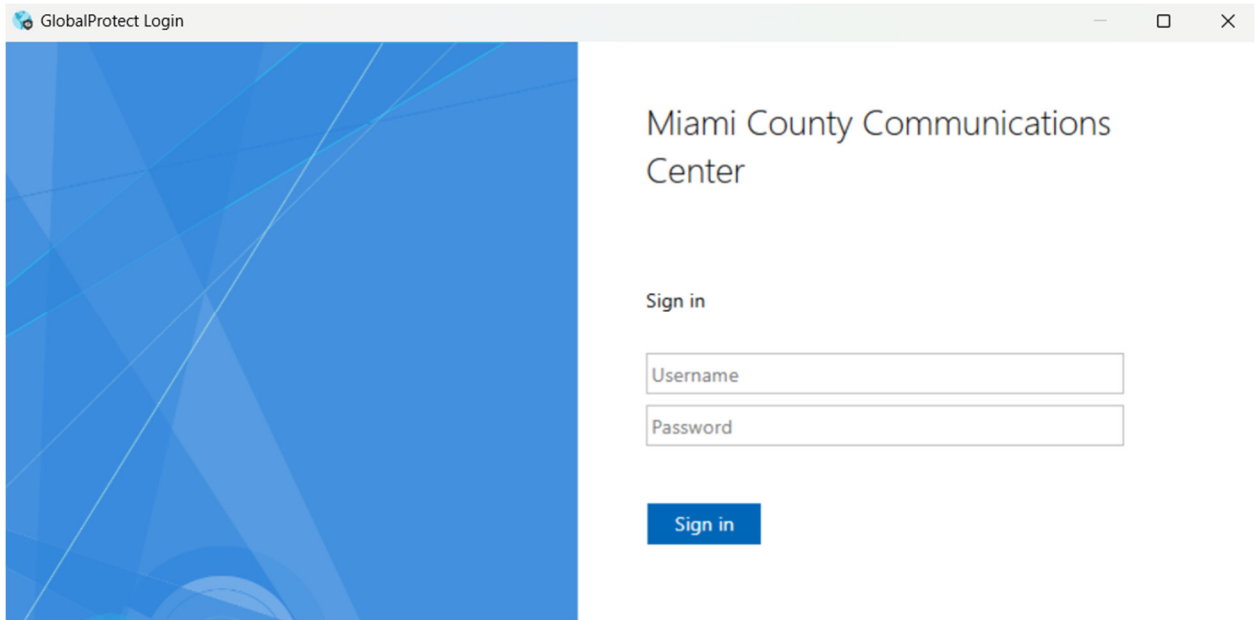 GlobalProtect Login
Miami County Communications
Center
Sign in
Username
Password
Sign in